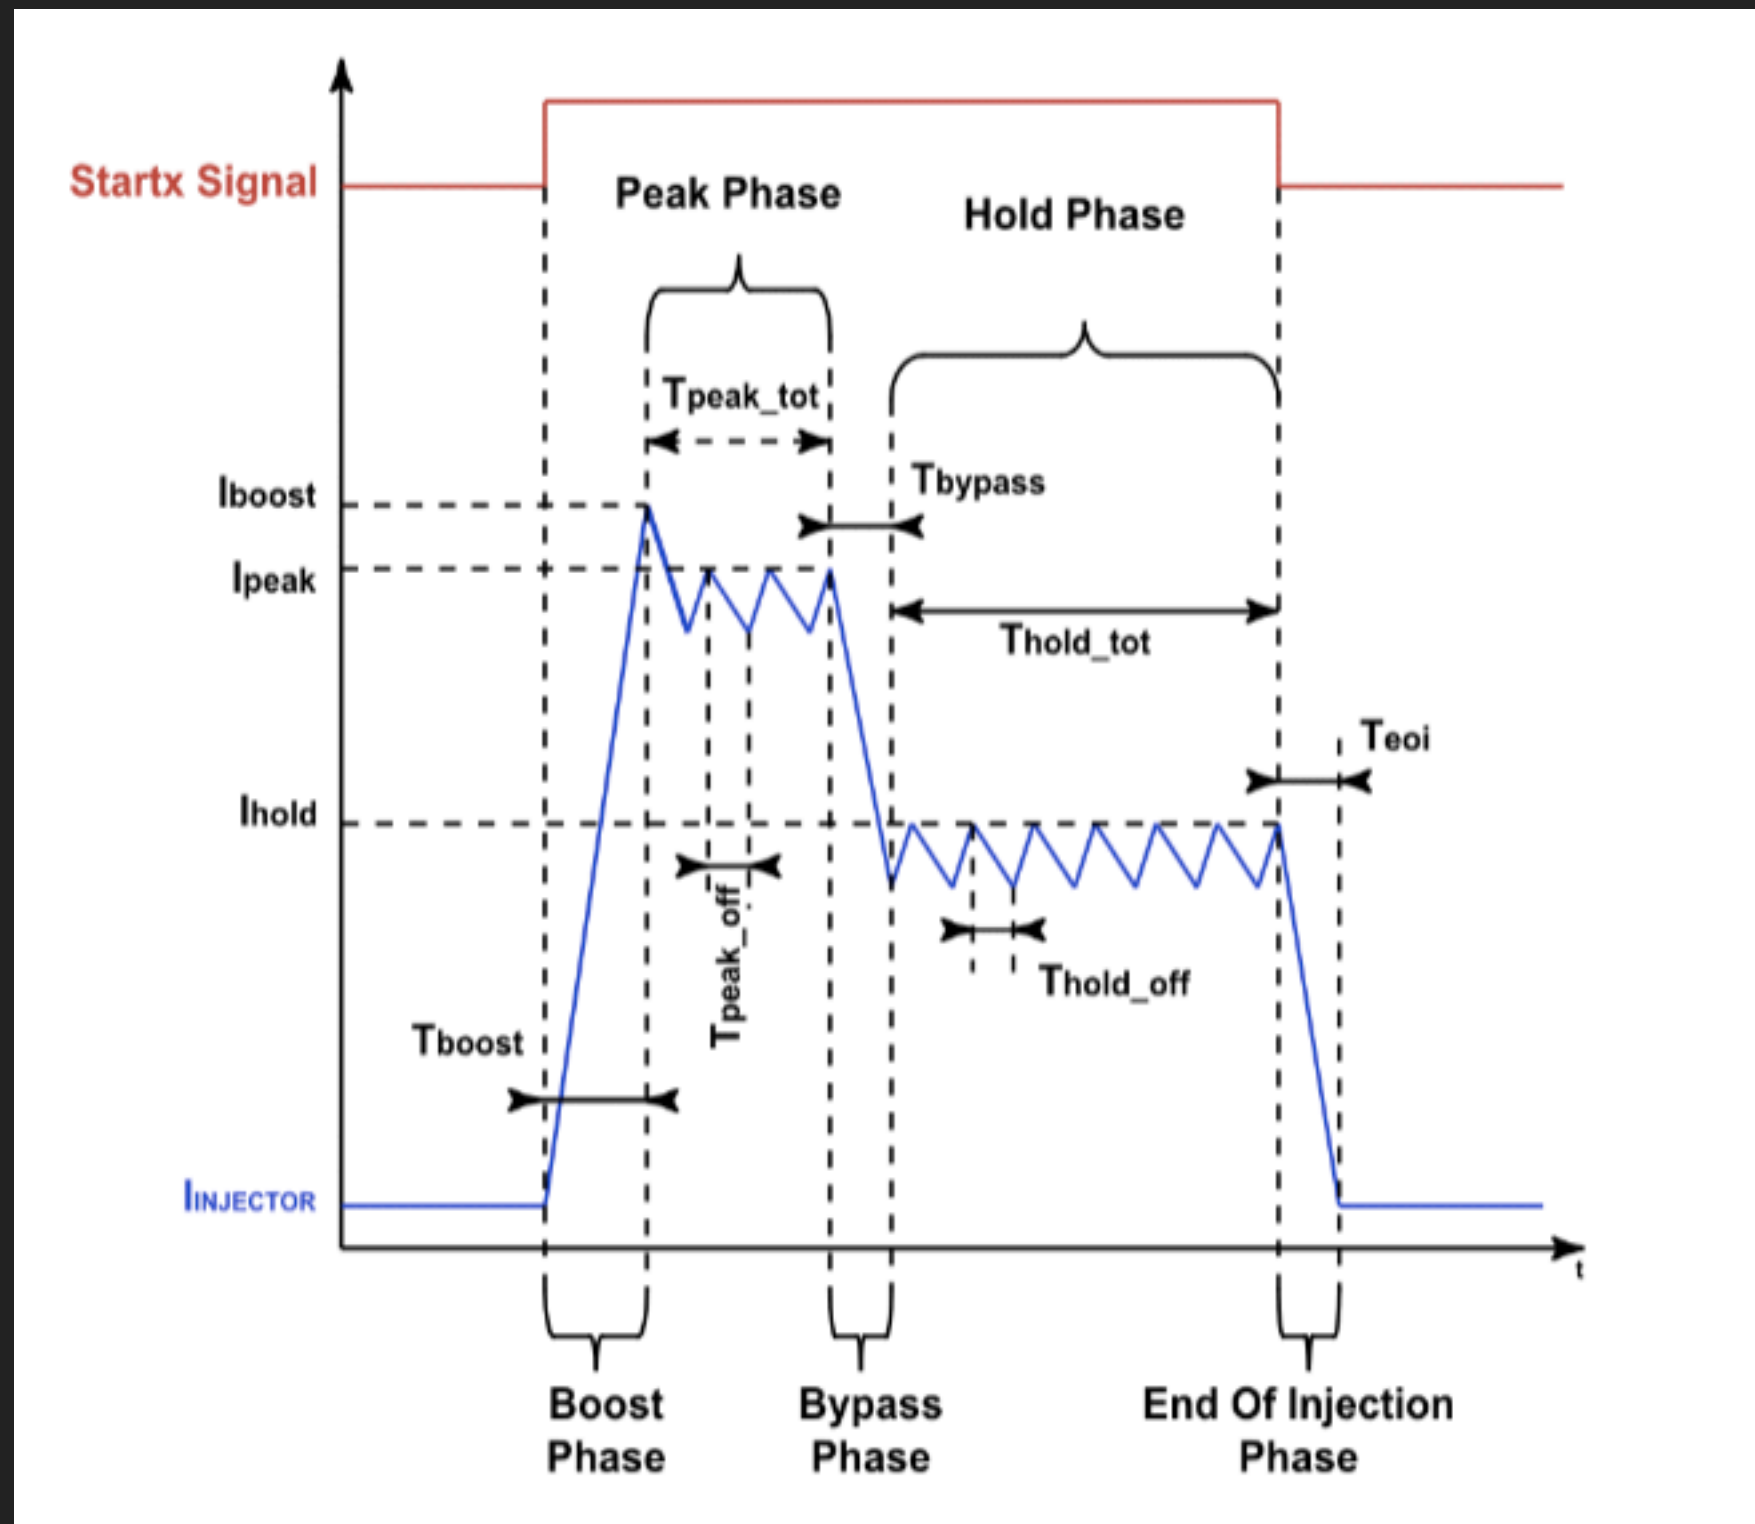 Startx Signal
Peak Phase
Hold Phase
Tpeak_tot
Iboost
Tbypass
Ipeak
Thold_tot
Teoi
Ihold
Tpeak_off
Thold_off
Tboost
IINJECTOR
t
Boost
Phase
Bypass
Phase
End Of Injection
Phase